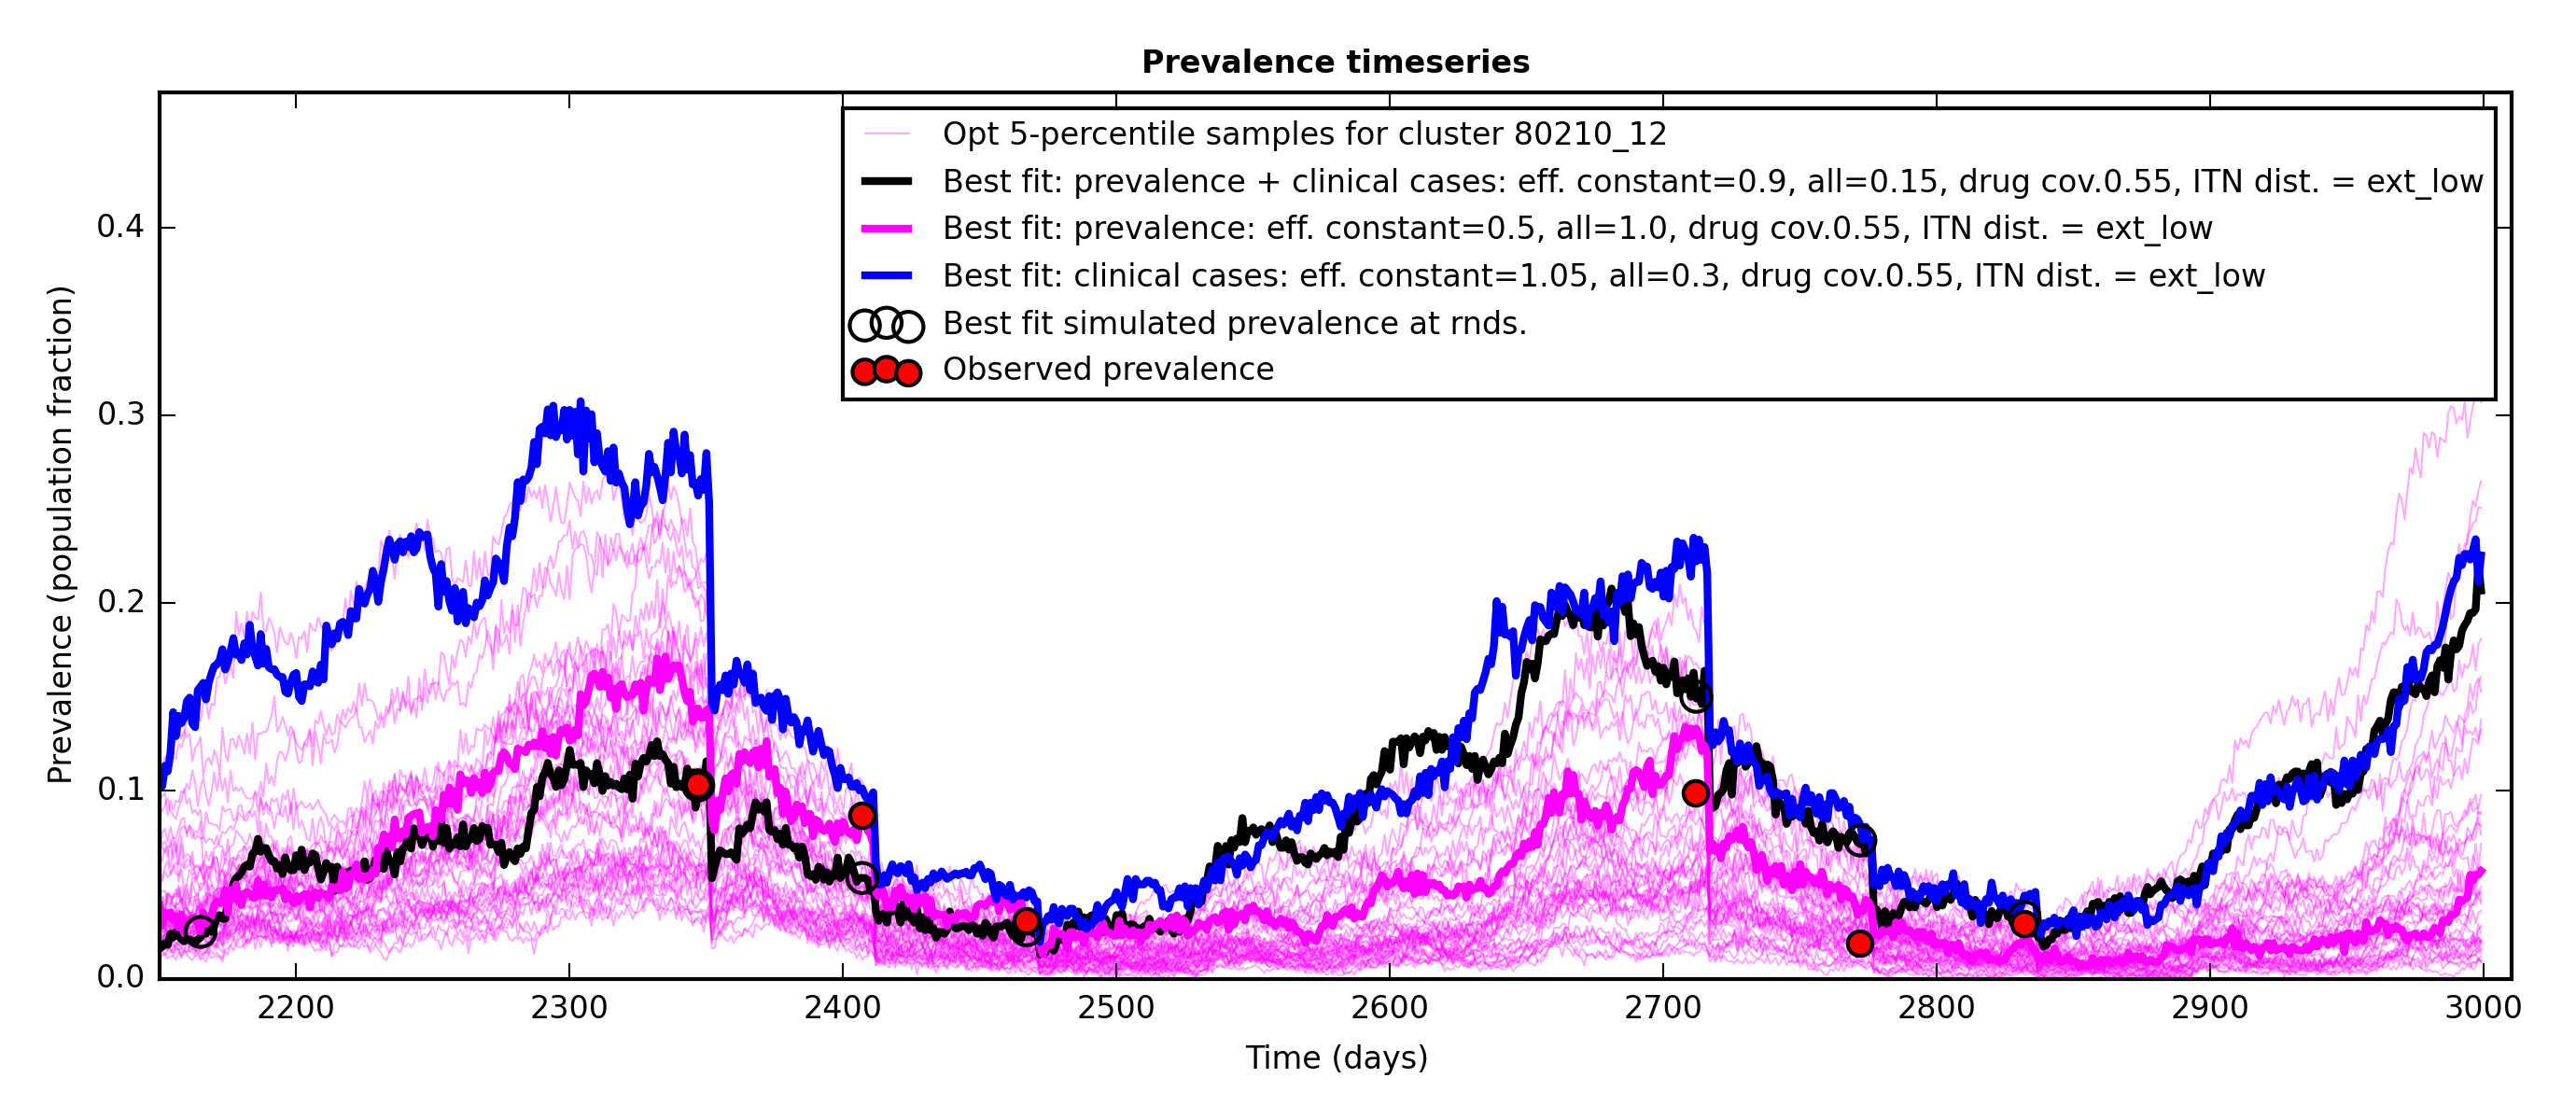 Prevalence timeseries
Opt 5-percentile samples for cluster 80210_12
Best fit: prevalence + clinical cases: eff. constant=0.9, all=0.15, drug cov.0.55, ITN dist. = ext_low
Best fit: prevalence: eff. constant=0.5, all=1.0, drug cov.0.55, ITN dist. = ext_low
Best fit: clinical cases: eff. constant=1.05, all=0.3, drug cov.0.55, ITN dist. = ext_low
Best fit simulated prevalence at rnds.
Observed prevalence
Prevalence (population fraction)
0.4
0.3
0.2
0.1
0.0
2200 2300 2400 2500 2600 2700 2800 2900 3000
Time (days)